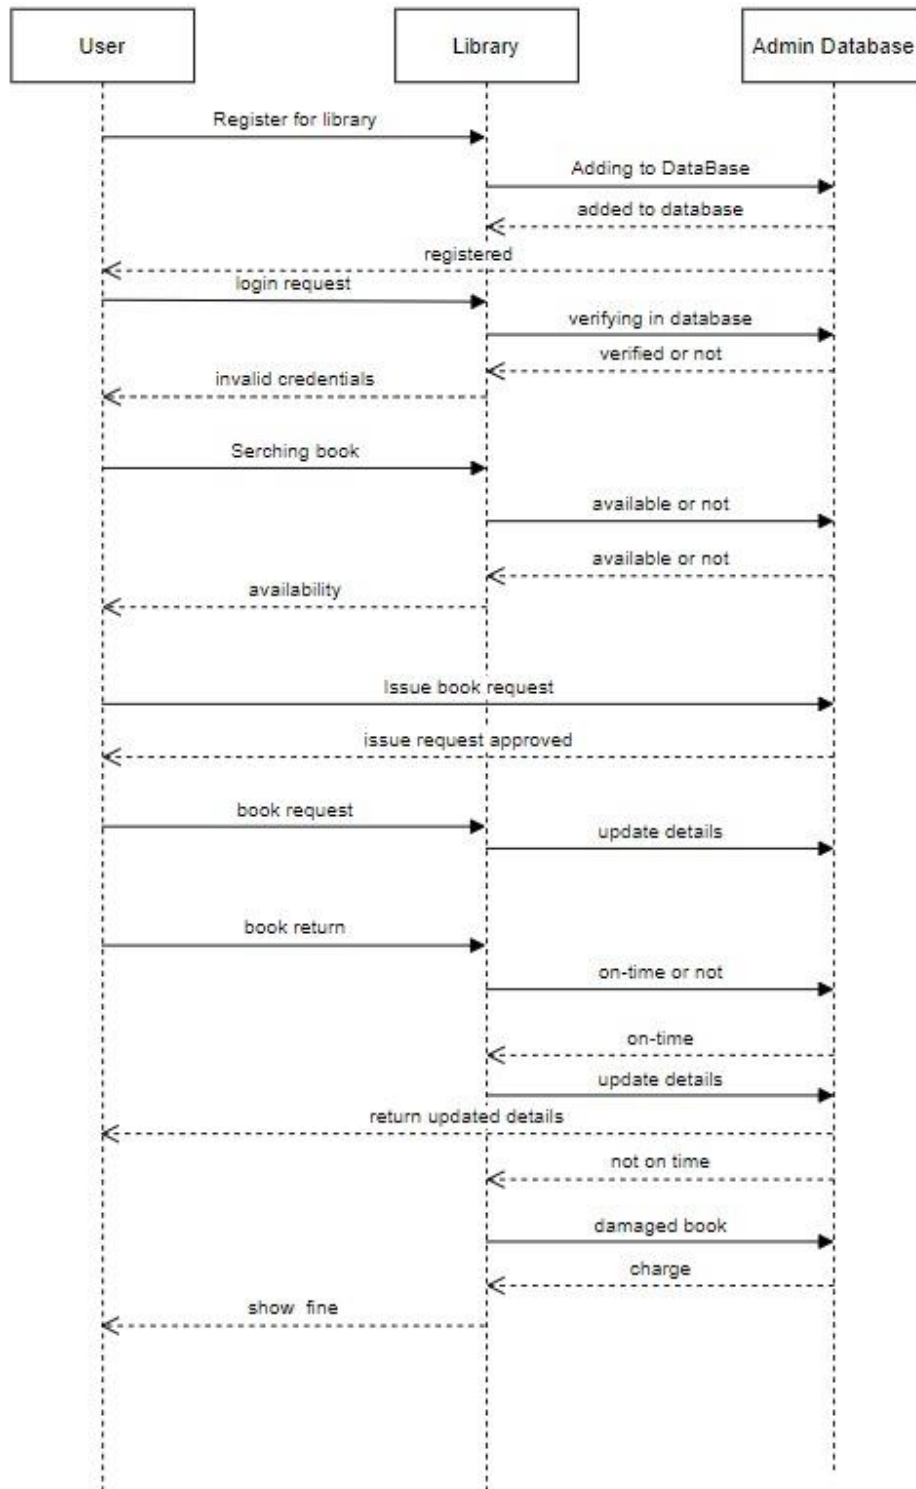 User
Library
Admin Database
Register for library
Adding to DataBase
added to database
registered
login request
verifying in database
verified or not
invalid credentials
Serching book
available or not
available or not
availability
Issue book request
issue request approved
book request
update details
book return
on-time or not
on-time
update details
return updated details
not on time
damaged book
charge
show fine